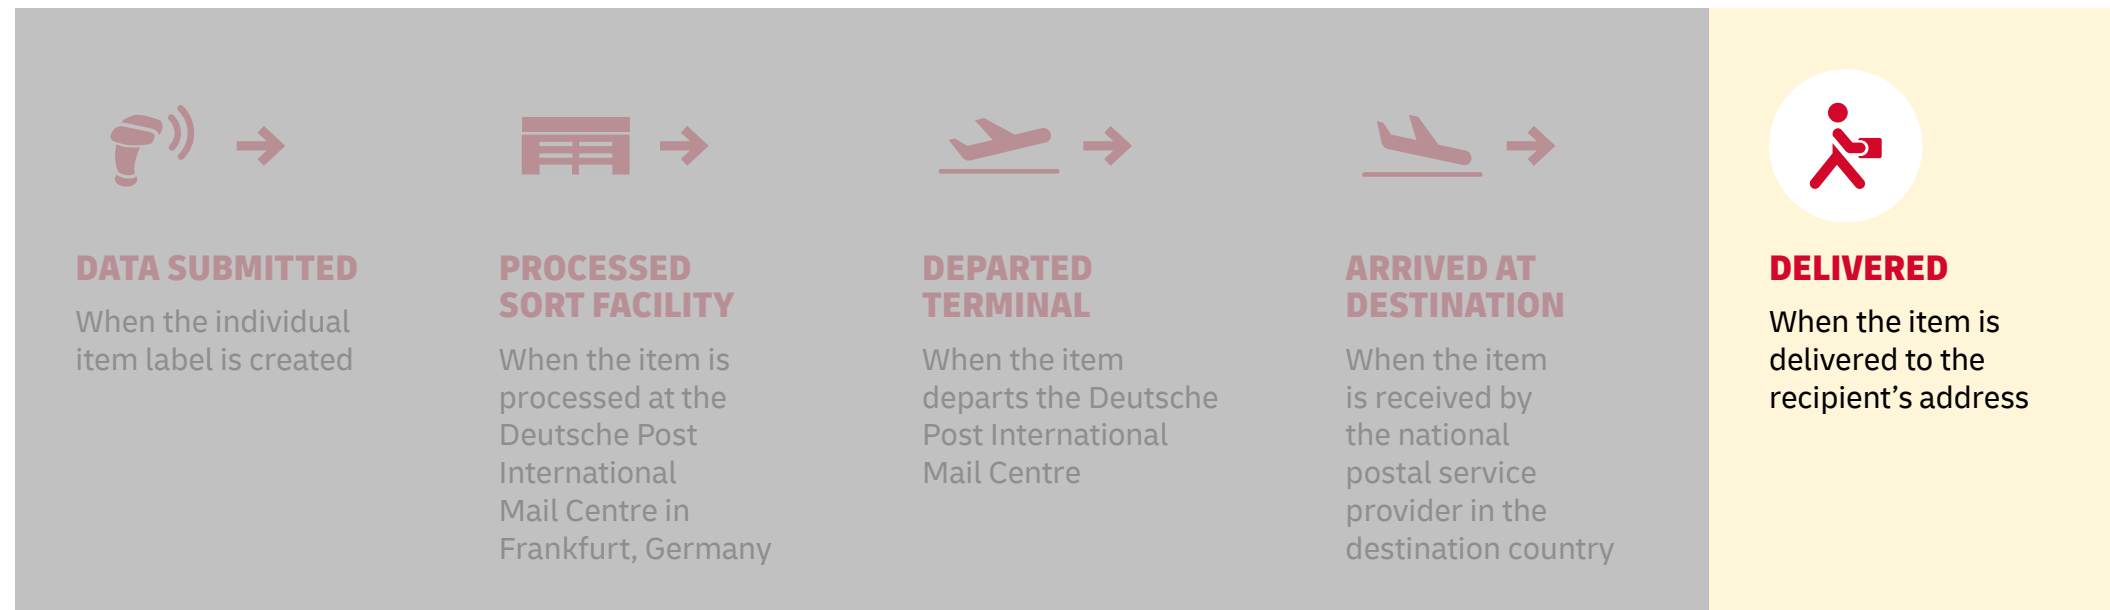 DATA SUBMITTED
When the individual
item label is created
PROCESSED
SORT FACILITY
When the item is
processed at the
Deutsche Post
International
Mail Centre in
Frankfurt, Germany
DEPARTED
TERMINAL
When the item
departs the Deutsche
Post International
Mail Centre
ARRIVED AT
DESTINATION
When the item
is received by
the national
postal service
provider in the
destination country
DELIVERED
When the item is
delivered to the
recipient’s address